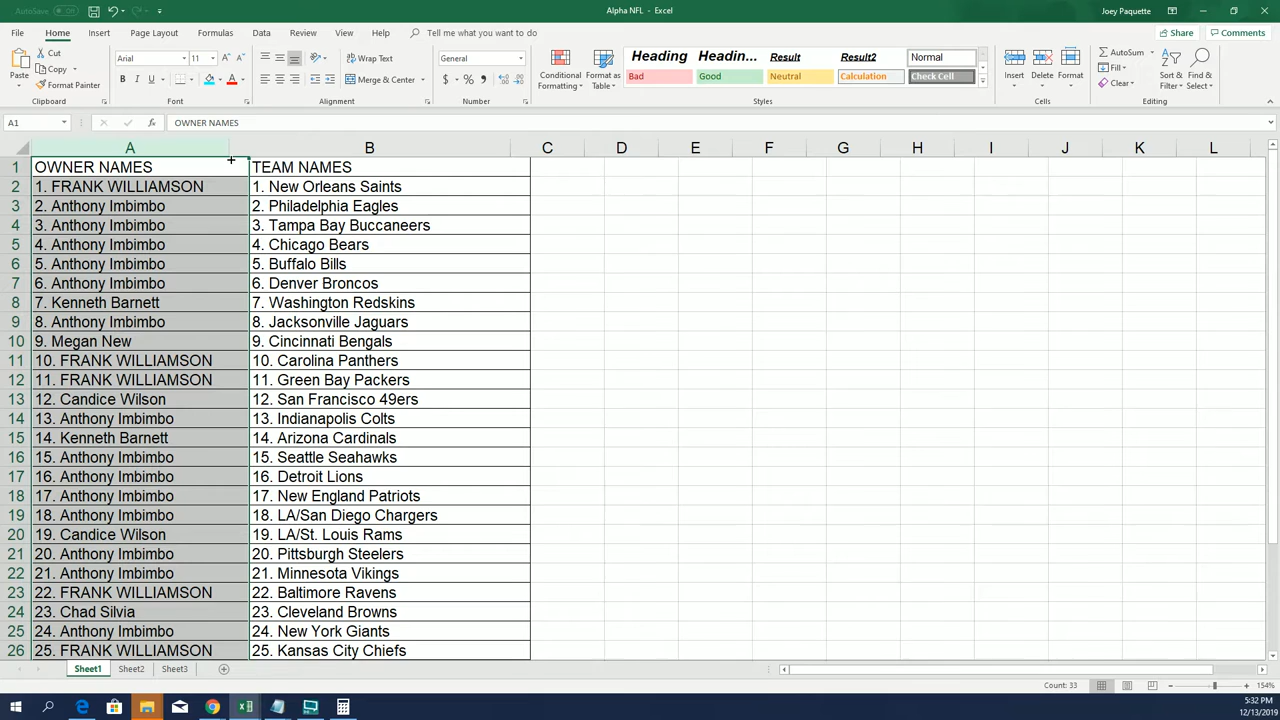 AutoSave Off
Alpha NFL - Excel
Joey Paquette
File Home Insert Page Layout Formulas Data Review View Help Tell me what you want to do Share Comments
Paste Cut Copy Format Painter Clipboard
Arial 11 B I U A Font
Wrap Text Merge & Center Alignment
General $ % Number
Conditional Formatting Format as Table
Heading Headin... Result Result2 Normal
Bad Good Neutral Calculation Check Cell
Styles
Insert Delete Format Cells
AutoSum Fill Clear Sort & Filter Find & Select Editing
A1 fx OWNER NAMES
A B C D E F G H I J K L
1 OWNER NAMES TEAM NAMES
2 1. FRANK WILLIAMSON 1. New Orleans Saints
3 2. Anthony Imbimbo 2. Philadelphia Eagles
4 3. Anthony Imbimbo 3. Tampa Bay Buccaneers
5 4. Anthony Imbimbo 4. Chicago Bears
6 5. Anthony Imbimbo 5. Buffalo Bills
7 6. Anthony Imbimbo 6. Denver Broncos
8 7. Kenneth Barnett 7. Washington Redskins
9 8. Anthony Imbimbo 8. Jacksonville Jaguars
10 9. Megan New 9. Cincinnati Bengals
11 10. FRANK WILLIAMSON 10. Carolina Panthers
12 11. FRANK WILLIAMSON 11. Green Bay Packers
13 12. Candice Wilson 12. San Francisco 49ers
14 13. Anthony Imbimbo 13. Indianapolis Colts
15 14. Kenneth Barnett 14. Arizona Cardinals
16 15. Anthony Imbimbo 15. Seattle Seahawks
17 16. Anthony Imbimbo 16. Detroit Lions
18 17. Anthony Imbimbo 17. New England Patriots
19 18. Anthony Imbimbo 18. LA/San Diego Chargers
20 19. Candice Wilson 19. LA/St. Louis Rams
21 20. Anthony Imbimbo 20. Pittsburgh Steelers
22 21. Anthony Imbimbo 21. Minnesota Vikings
23 22. FRANK WILLIAMSON 22. Baltimore Ravens
24 23. Chad Silvia 23. Cleveland Browns
25 24. Anthony Imbimbo 24. New York Giants
26 25. FRANK WILLIAMSON 25. Kansas City Chiefs
Sheet1 Sheet2 Sheet3
Count: 33 154%
5:32 PM
12/13/2019